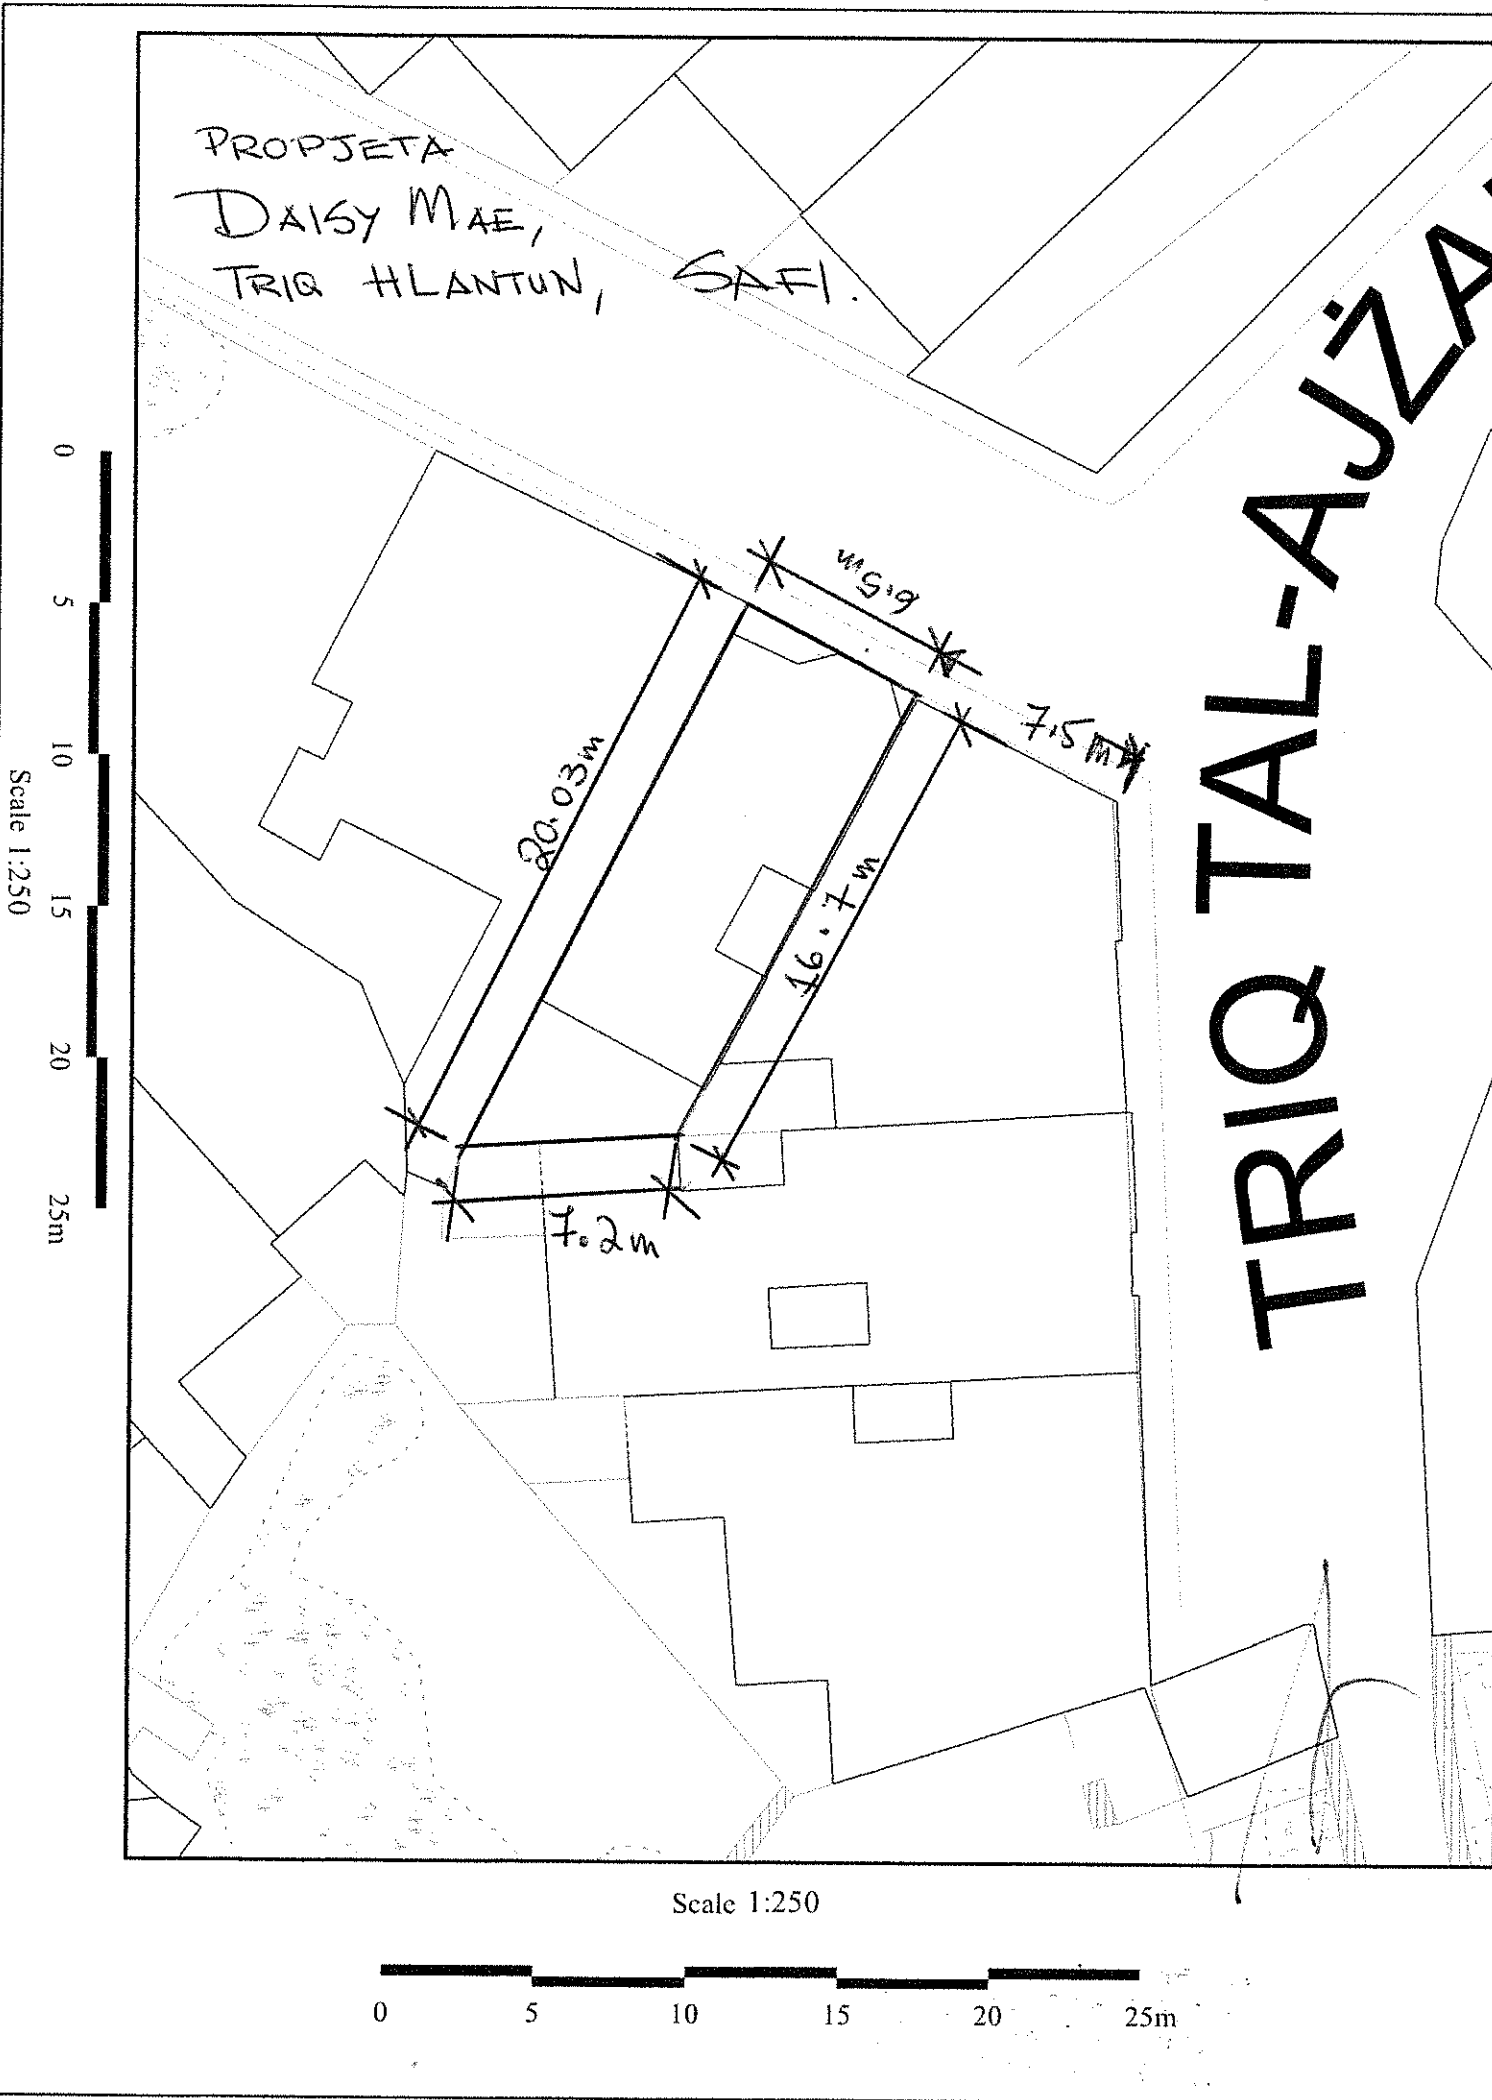 PROPJETA
DAISY MAE,
TRIQ HLANTUN, SAFI.
TRIQ TAL-AJŻA
6.5m
7.5m
20.03m
16.7m
7.2m
0 5 10 15 20 25m
Scale 1:250
Scale 1:250
0 5 10 15 20 25m